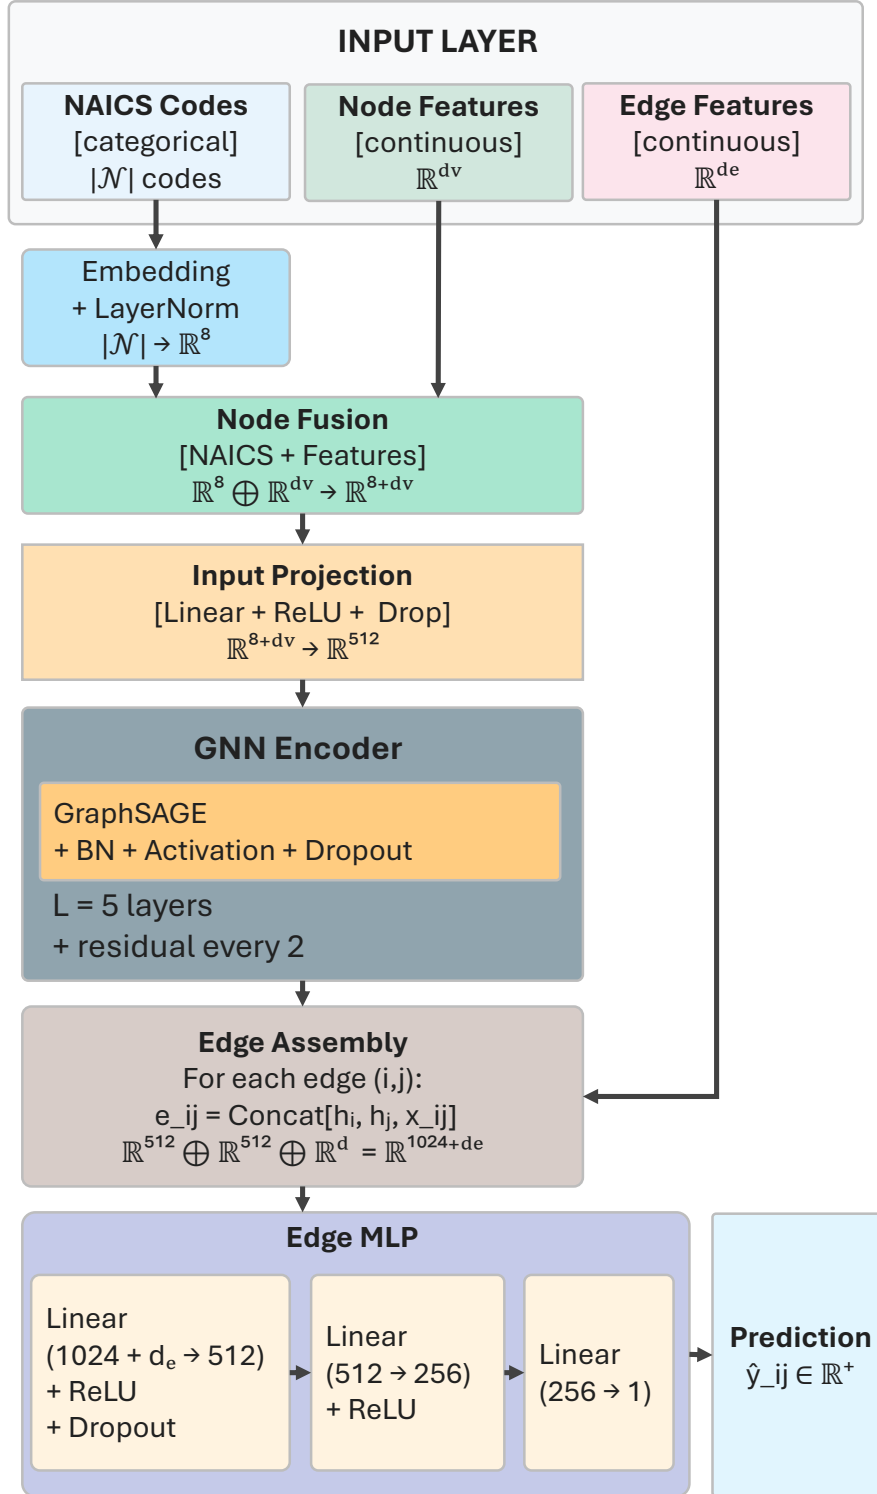 INPUT LAYER
NAICS Codes
[categorical]
|𝒩| codes
Node Features
[continuous]
ℝᵈᵛ
Edge Features
[continuous]
ℝᵈᵉ
Embedding
+ LayerNorm
|𝒩| → ℝ⁸
Node Fusion
[NAICS + Features]
ℝ⁸ ⨁ ℝᵈᵛ → ℝ⁸⁺ᵈᵛ
Input Projection
[Linear + ReLU + Drop]
ℝ⁸⁺ᵈᵛ → ℝ⁵¹²
GNN Encoder
GraphSAGE
+ BN + Activation + Dropout
L = 5 layers
+ residual every 2
Edge Assembly
For each edge (i,j):
e_ij = Concat[hᵢ, hⱼ, x_ij]
ℝ⁵¹² ⨁ ℝ⁵¹² ⨁ ℝᵈ = ℝ¹⁰²⁴⁺ᵈᵉ
Edge MLP
Linear
(1024 + dₑ → 512)
+ ReLU
+ Dropout
Linear
(512 → 256)
+ ReLU
Linear
(256 → 1)
Prediction
ŷ_ij ∈ ℝ⁺